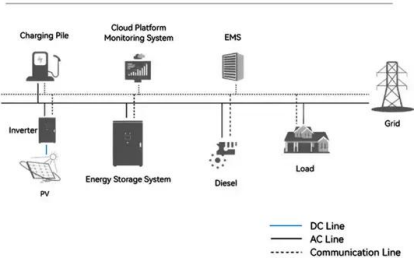 Charging Pile
Cloud Platform
Monitoring System
EMS
Inverter
Grid
PV
Energy Storage System
Diesel
Load
DC Line
AC Line
Communication Line